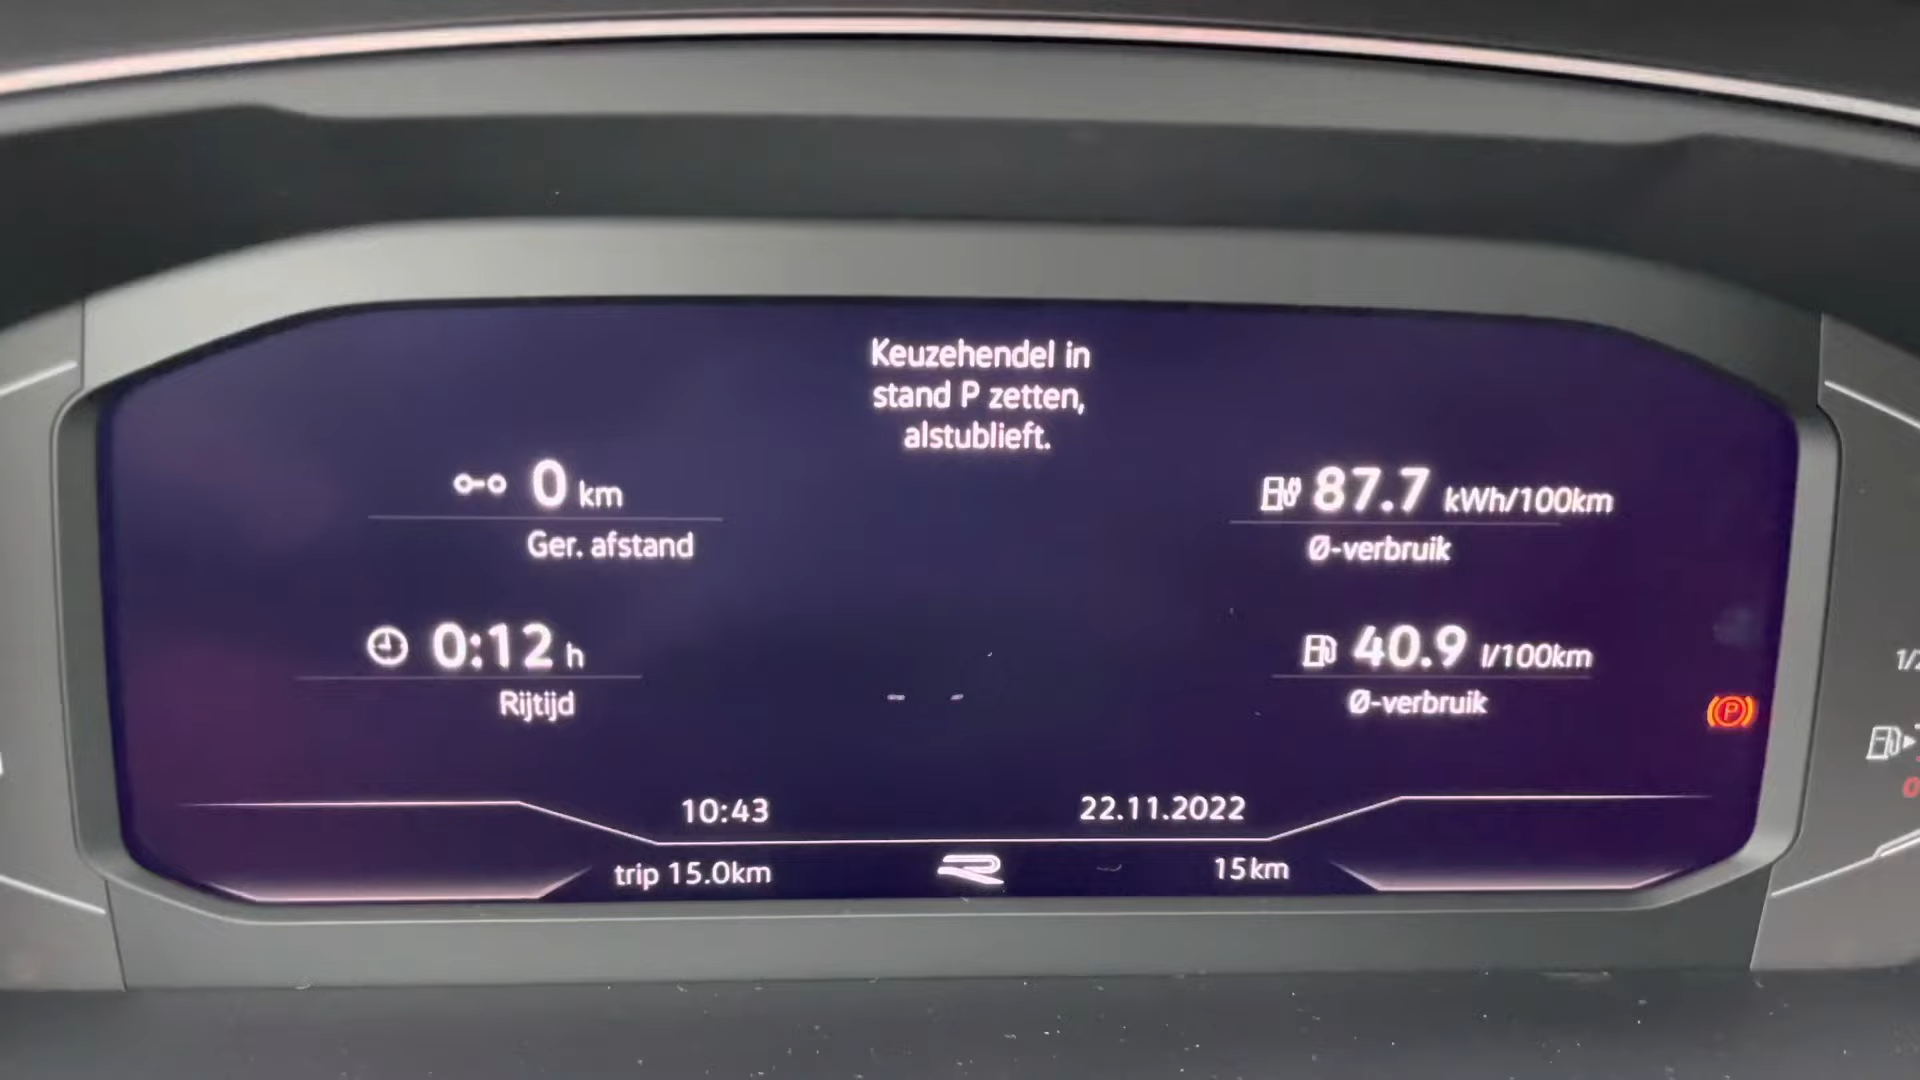 Keuzehendel in
stand P zetten,
alstublieft.
0 km
Ger. afstand
87.7 kWh/100km
Ø-verbruik
0:12 h
Rijtijd
40.9 l/100km
Ø-verbruik
-- --
P
10:43
22.11.2022
trip 15.0km
R
15km
0